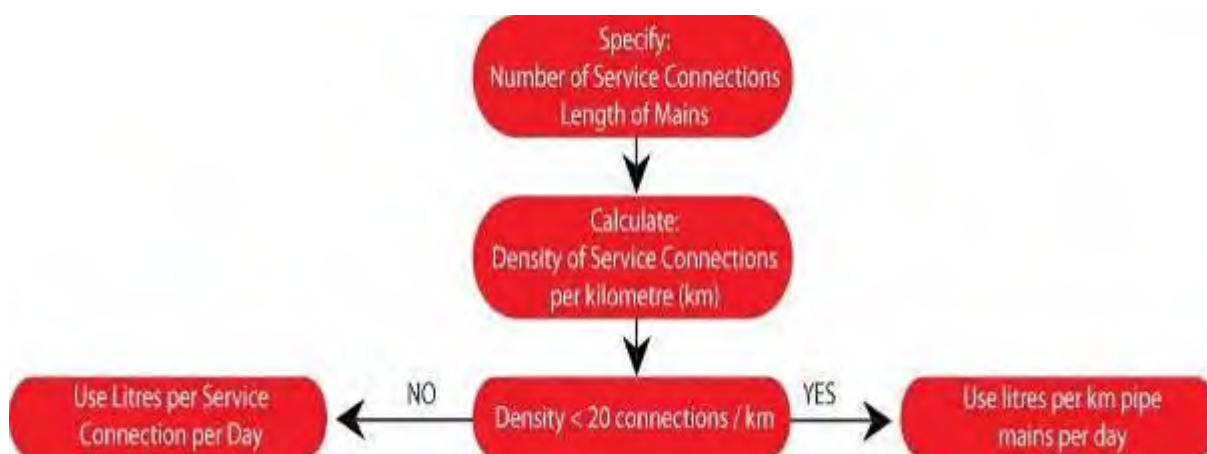 Specify:
Number of Service Connections
Length of Mains
Calculate:
Density of Service Connections
per kilometre (km)
Use Litres per Service
Connection per Day
NO
Density < 20 connections / km
YES
Use litres per km pipe
mains per day